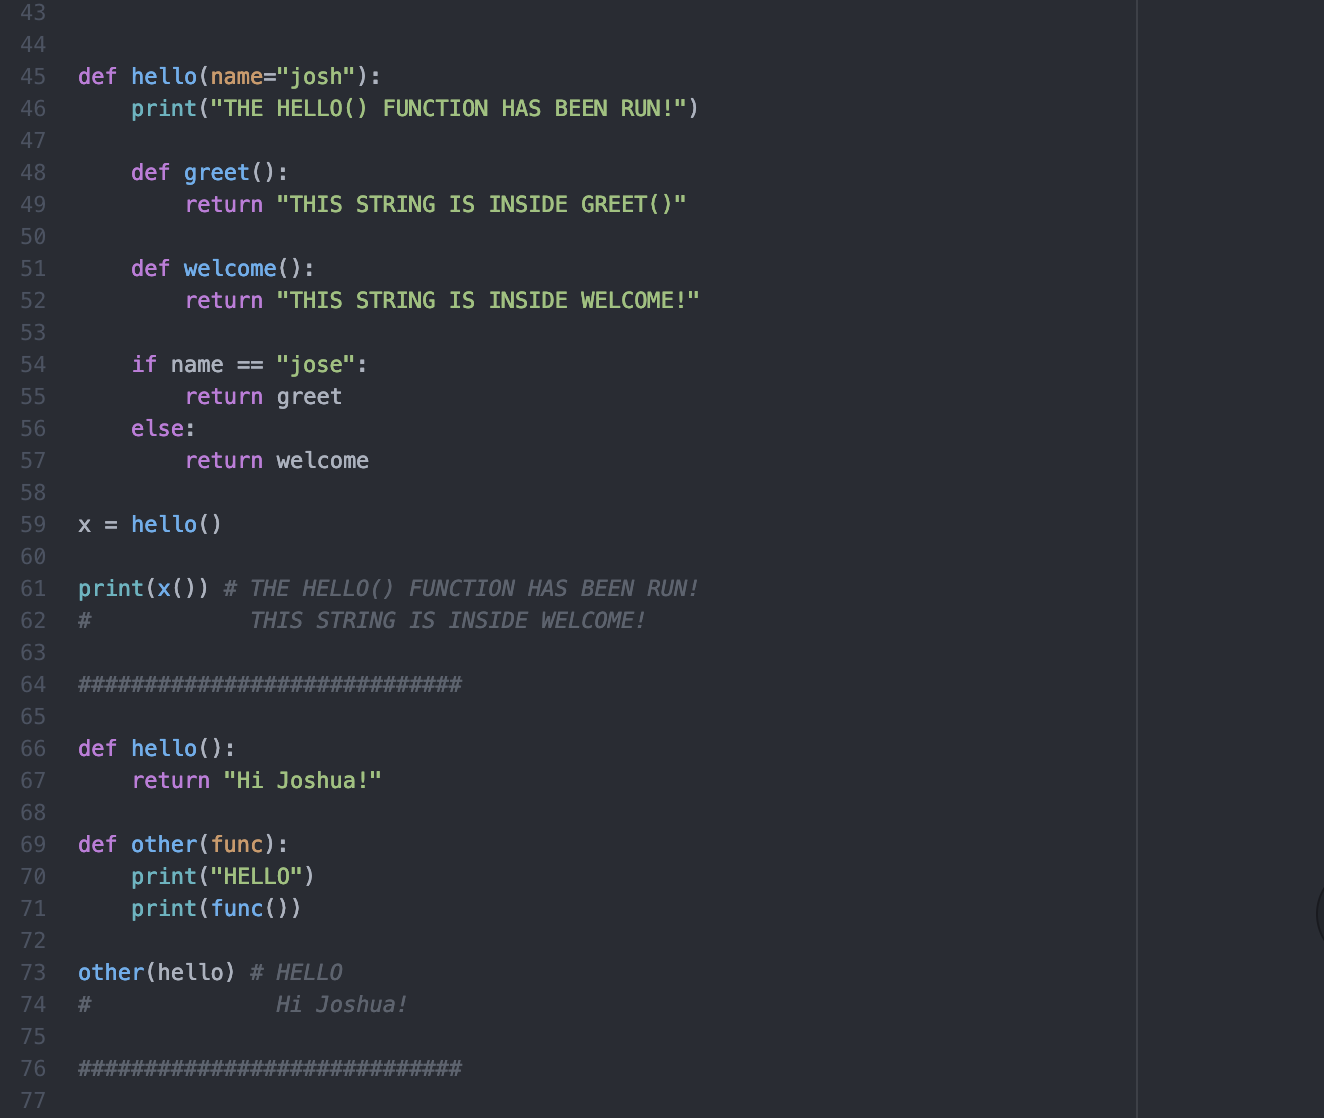 43
44
45 def hello(name="josh"):
46     print("THE HELLO() FUNCTION HAS BEEN RUN!")
47
48     def greet():
49         return "THIS STRING IS INSIDE GREET()"
50
51     def welcome():
52         return "THIS STRING IS INSIDE WELCOME!"
53
54     if name == "jose":
55         return greet
56     else:
57         return welcome
58
59 x = hello()
60
61 print(x()) # THE HELLO() FUNCTION HAS BEEN RUN!
62 #            THIS STRING IS INSIDE WELCOME!
63
64 #############################
65
66 def hello():
67     return "Hi Joshua!"
68
69 def other(func):
70     print("HELLO")
71     print(func())
72
73 other(hello) # HELLO
74 #              Hi Joshua!
75
76 #############################
77